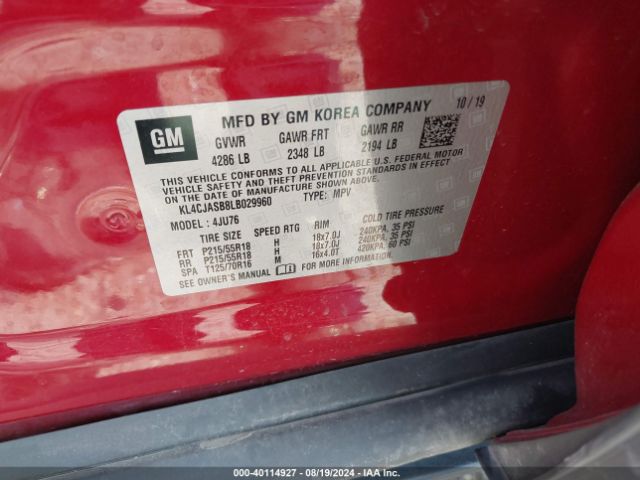 GM
MFD BY GM KOREA COMPANY 10 / 19
GVWR GAWR FRT GAWR RR
4286 LB 2348 LB 2194 LB
THIS VEHICLE CONFORMS TO ALL APPLICABLE U.S. FEDERAL MOTOR
VEHICLE SAFETY, BUMPER, AND THEFT PREVENTION STANDARDS IN EFFECT
ON THE DATE OF MANUFACTURE SHOWN ABOVE.
KL4CJASB8LB029960 TYPE: MPV
MODEL : 4JU76
TIRE SIZE SPEED RTG RIM COLD TIRE PRESSURE
FRT P215/55R18 H 18x7.0J 240KPA, 35 PSI
RR P215/55R18 H 18x7.0J 240KPA, 35 PSI
SPA T125/70R16 M 16x4.0T 420KPA, 60 PSI
SEE OWNER'S MANUAL FOR MORE INFORMATION.
000-40114927 - 08/19/2024 - IAA Inc.